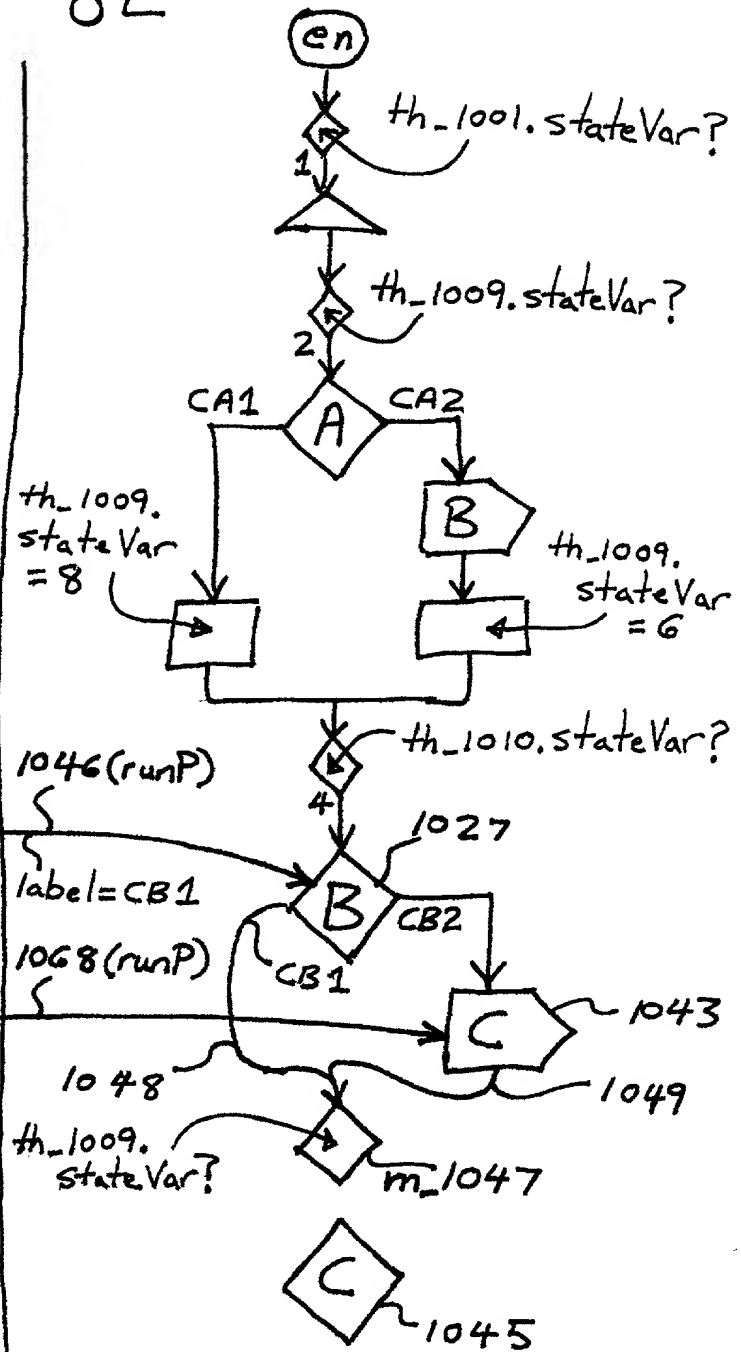 en
th_1001.stateVar?
1
th_1009.stateVar?
2
CA1
A
CA2
B
th_1009.
stateVar
=8
th_1009.
stateVar
=6
th_1010.stateVar?
4
1046(runP)
1027
label=CB1
B
CB2
CB1
1068(runP)
C
1043
1048
1049
th_1009.
stateVar?
m_1047
C
1045